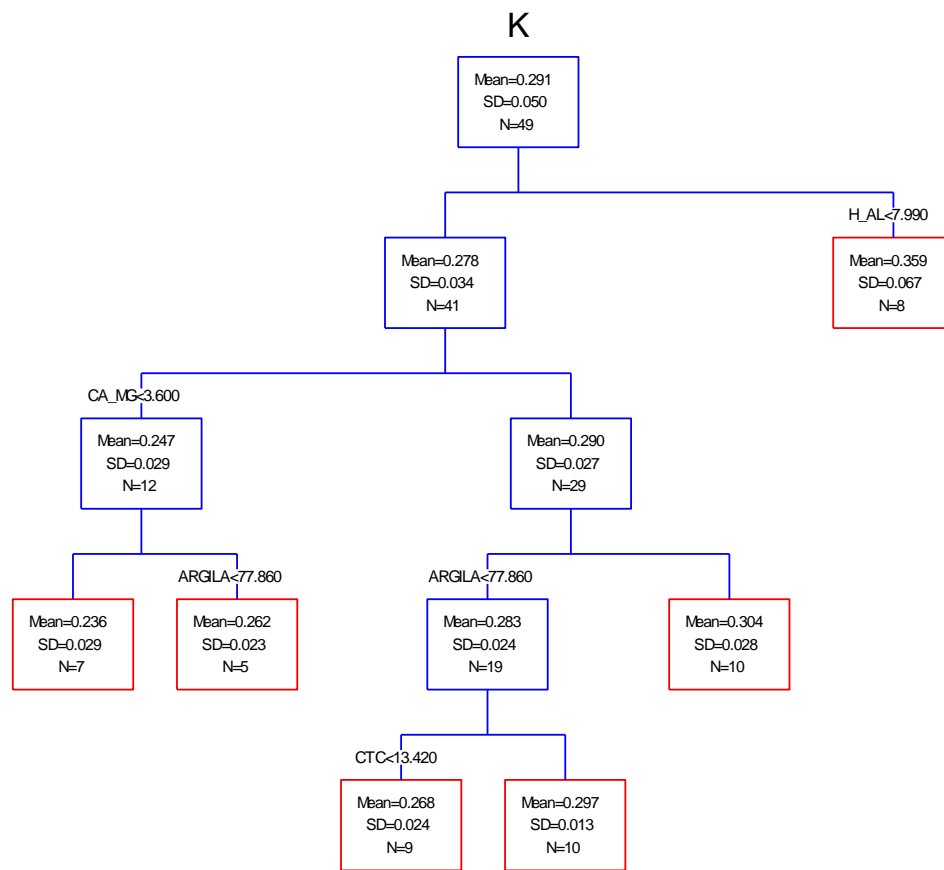 K
Mean=0.291
SD=0.050
N=49
H_AL<7.990
Mean=0.278
SD=0.034
N=41
Mean=0.359
SD=0.067
N=8
CA_MG<3.600
Mean=0.247
SD=0.029
N=12
Mean=0.290
SD=0.027
N=29
ARGILA<77.860
ARGILA<77.860
Mean=0.236
SD=0.029
N=7
Mean=0.262
SD=0.023
N=5
Mean=0.283
SD=0.024
N=19
Mean=0.304
SD=0.028
N=10
CTC<13.420
Mean=0.268
SD=0.024
N=9
Mean=0.297
SD=0.013
N=10